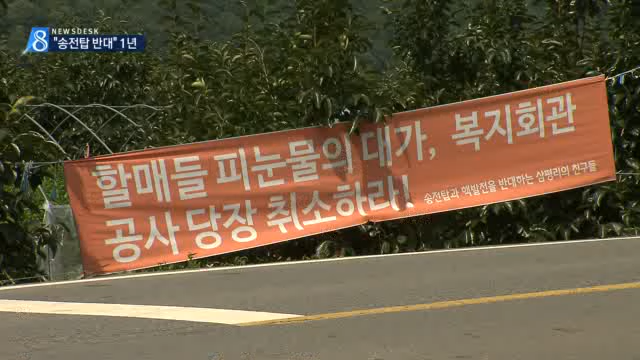 8 NEWSDESK
"송전탑 반대" 1년
할매들 피눈물의 대가, 복지회관
공사 당장 취소하라!
송전탑과 핵발전을 반대하는 삼평리의 친구들